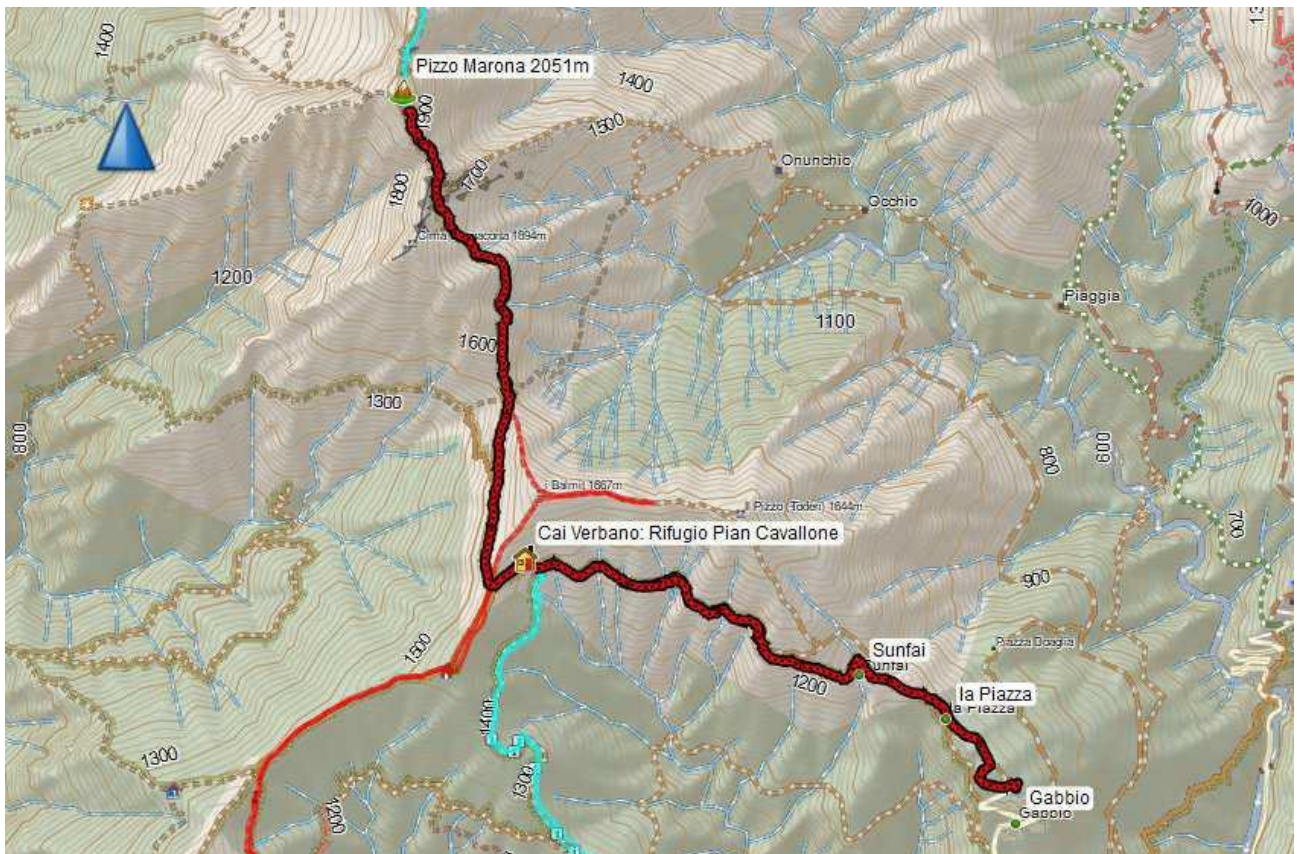 1400
Pizzo Marona 2051m
1400
1900
1500
1700
1800
Onunchio
Occhio
1000
1200
Piaggia
1100
1600
1300
800
600
800
i Balmit 1667m
Il Pizzo (Toderi) 1644m
700
Cai Verbano: Rifugio Pian Cavallone
900
1500
Piazza Doaglia
Sunfai
Sunfai
1200
la Piazza
la Piazza
1400
1300
1300
1200
Gabbio
Gabbio